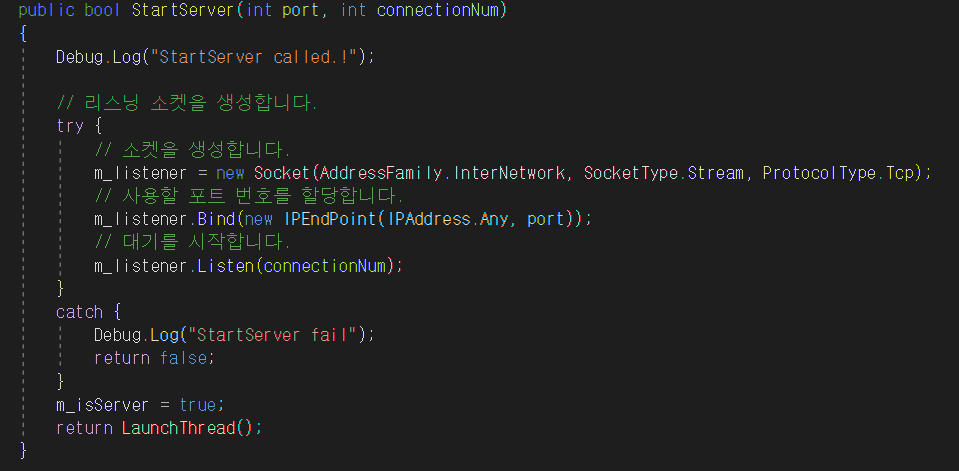 public bool StartServer(int port, int connectionNum)
{
    Debug.Log("StartServer called.!");
    // 리스닝 소켓을 생성합니다.
    try {
        // 소켓을 생성합니다.
        m_listener = new Socket(AddressFamily.InterNetwork, SocketType.Stream, ProtocolType.Tcp);
        // 사용할 포트 번호를 할당합니다.
        m_listener.Bind(new IPEndPoint(IPAddress.Any, port));
        // 대기를 시작합니다.
        m_listener.Listen(connectionNum);
    }
    catch {
        Debug.Log("StartServer fail");
        return false;
    }
    m_isServer = true;
    return LaunchThread();
}